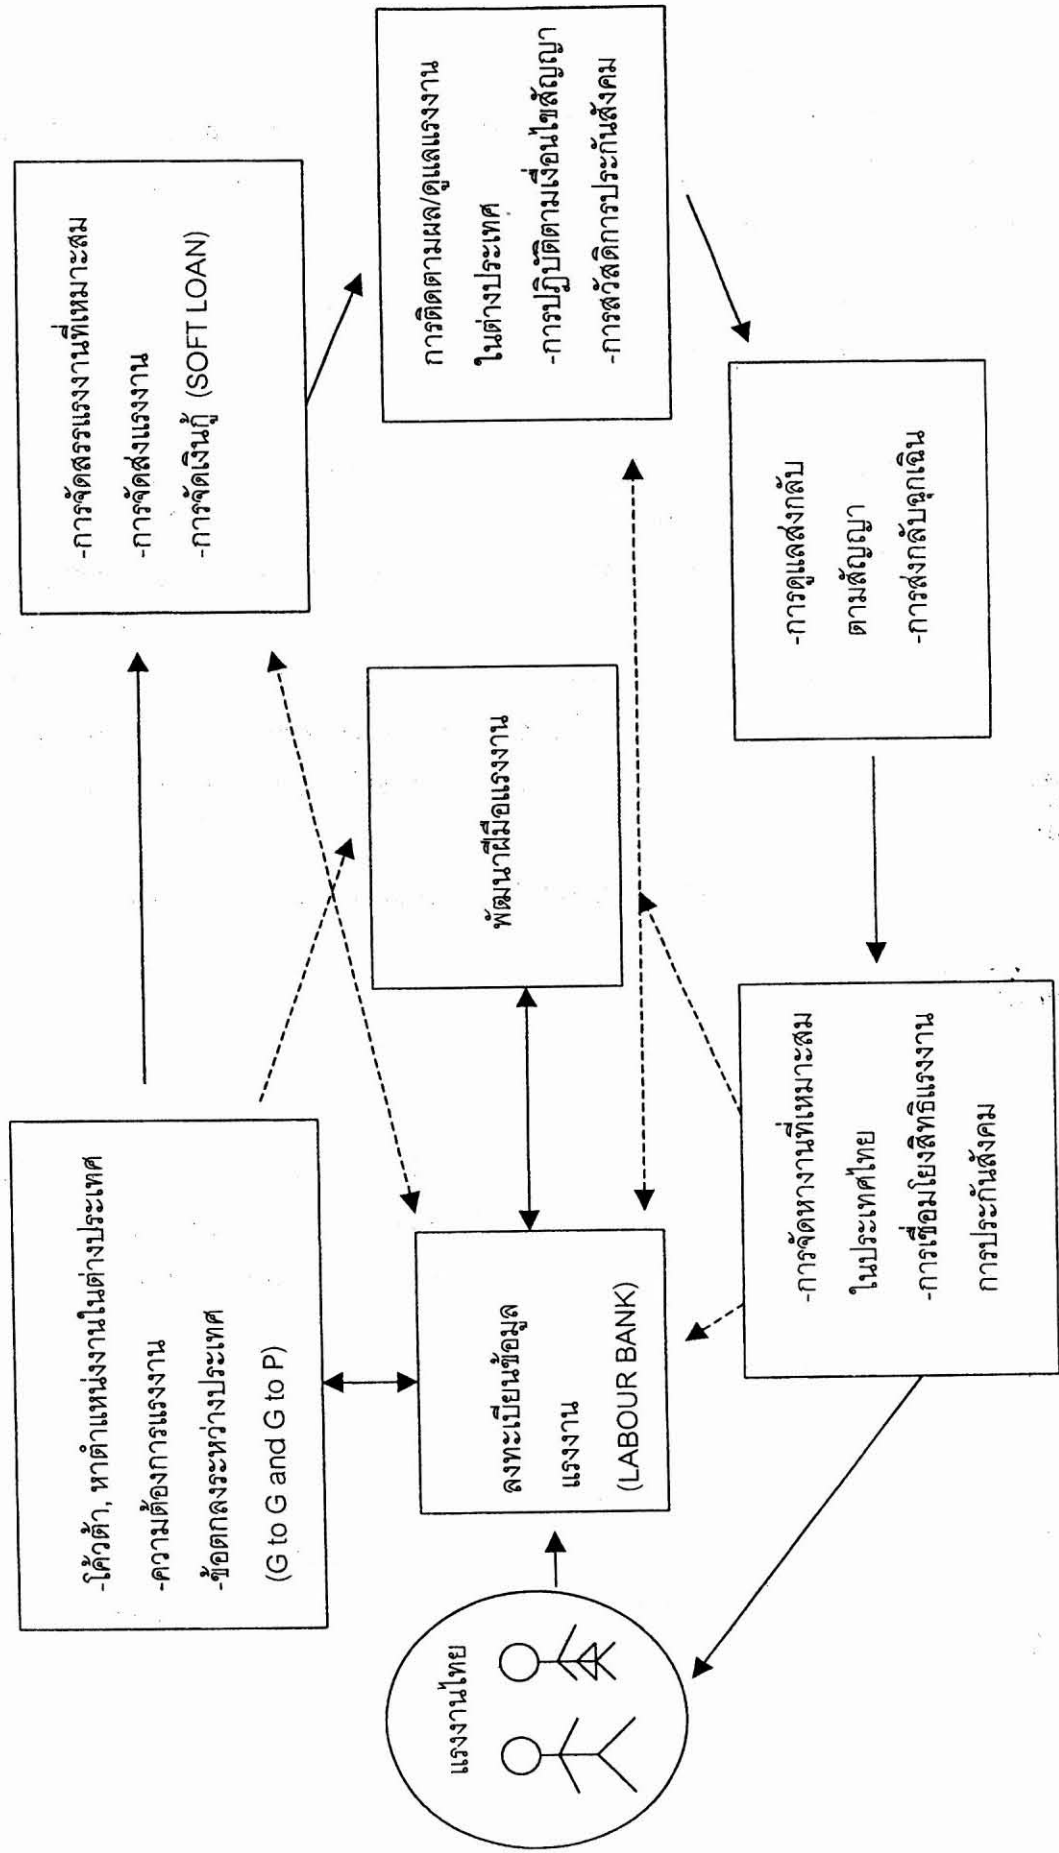 แรงงานไทย
-โค้วต้า, หาตำแหน่งงานในต่างประเทศ
-ความต้องการแรงงาน
-ข้อตกลงระหว่างประเทศ
(G to G and G to P)
ลงทะเบียนข้อมูล
แรงงาน
(LABOUR BANK)
พัฒนาฝีมือแรงงาน
-การจัดสรรแรงงานที่เหมาะสม
-การจัดส่งแรงงาน
-การจัดเงินกู้ (SOFT LOAN)
การติดตามผล/ดูแลแรงงาน
ในต่างประเทศ
-การปฏิบัติตามเงื่อนไขสัญญา
-การสวัสดิการประกันสังคม
-การดูแลส่งกลับ
ตามสัญญา
-การส่งกลับฉุกเฉิน
-การจัดหางานที่เหมาะสม
ในประเทศไทย
-การเชื่อมโยงสิทธิแรงงาน
การประกันสังคม